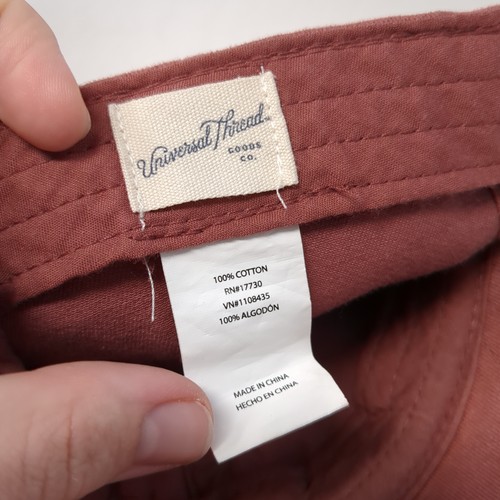 Universal Thread
GOODS
CO.
100% COTTON
RN#17730
VN#1108435
100% ALGODÓN
MADE IN CHINA
HECHO EN CHINA